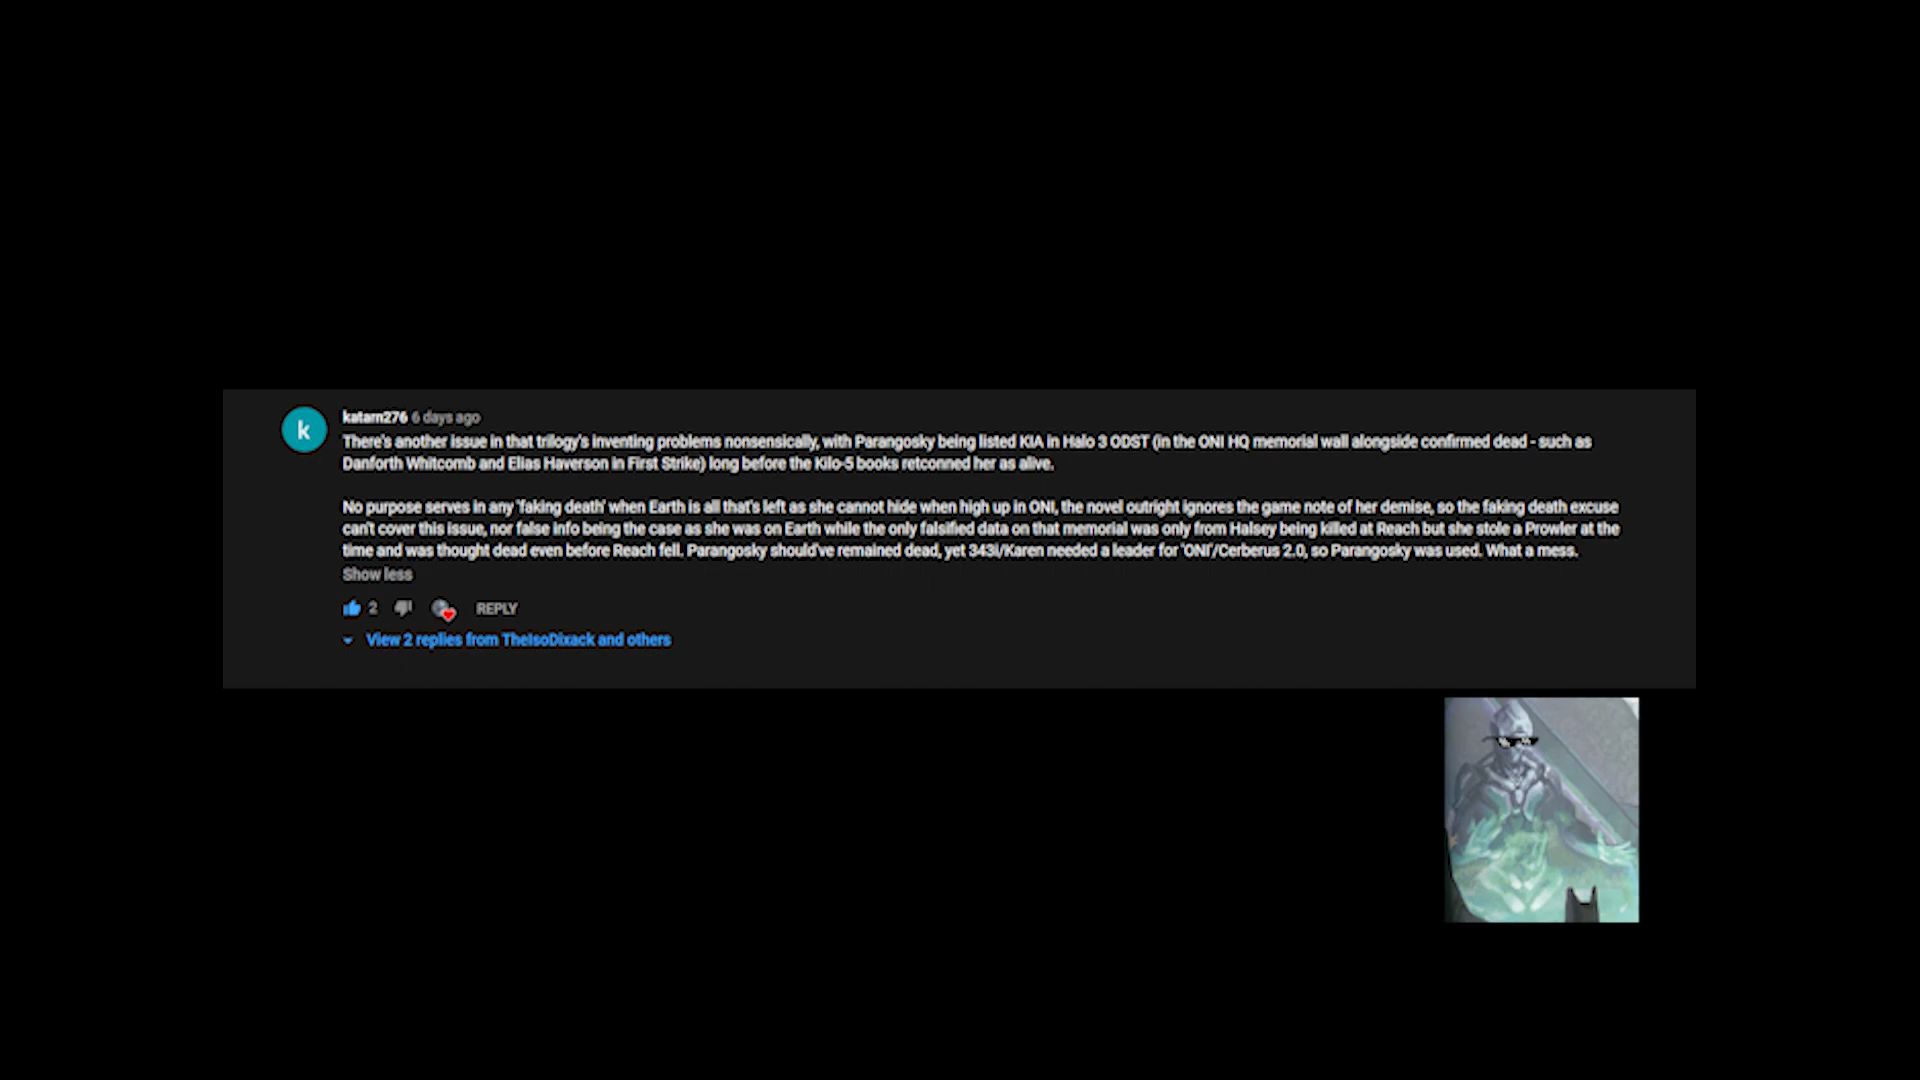 k
katarn276 6 days ago
There's another issue in that trilogy's inventing problems nonsensically, with Parangosky being listed KIA in Halo 3 ODST (in the ONI HQ memorial wall alongside confirmed dead - such as
Danforth Whitcomb and Elias Haverson in First Strike) long before the Kilo-5 books retconned her as alive.
No purpose serves in any 'faking death' when Earth is all that's left as she cannot hide when high up in ONI, the novel outright ignores the game note of her demise, so the faking death excuse
can't cover this issue, nor false info being the case as she was on Earth while the only falsified data on that memorial was only from Halsey being killed at Reach but she stole a Prowler at the
time and was thought dead even before Reach fell. Parangosky should've remained dead, yet 343i/Karen needed a leader for 'ONI'/Cerberus 2.0, so Parangosky was used. What a mess.
Show less
2 REPLY
View 2 replies from TheIsoDixack and others